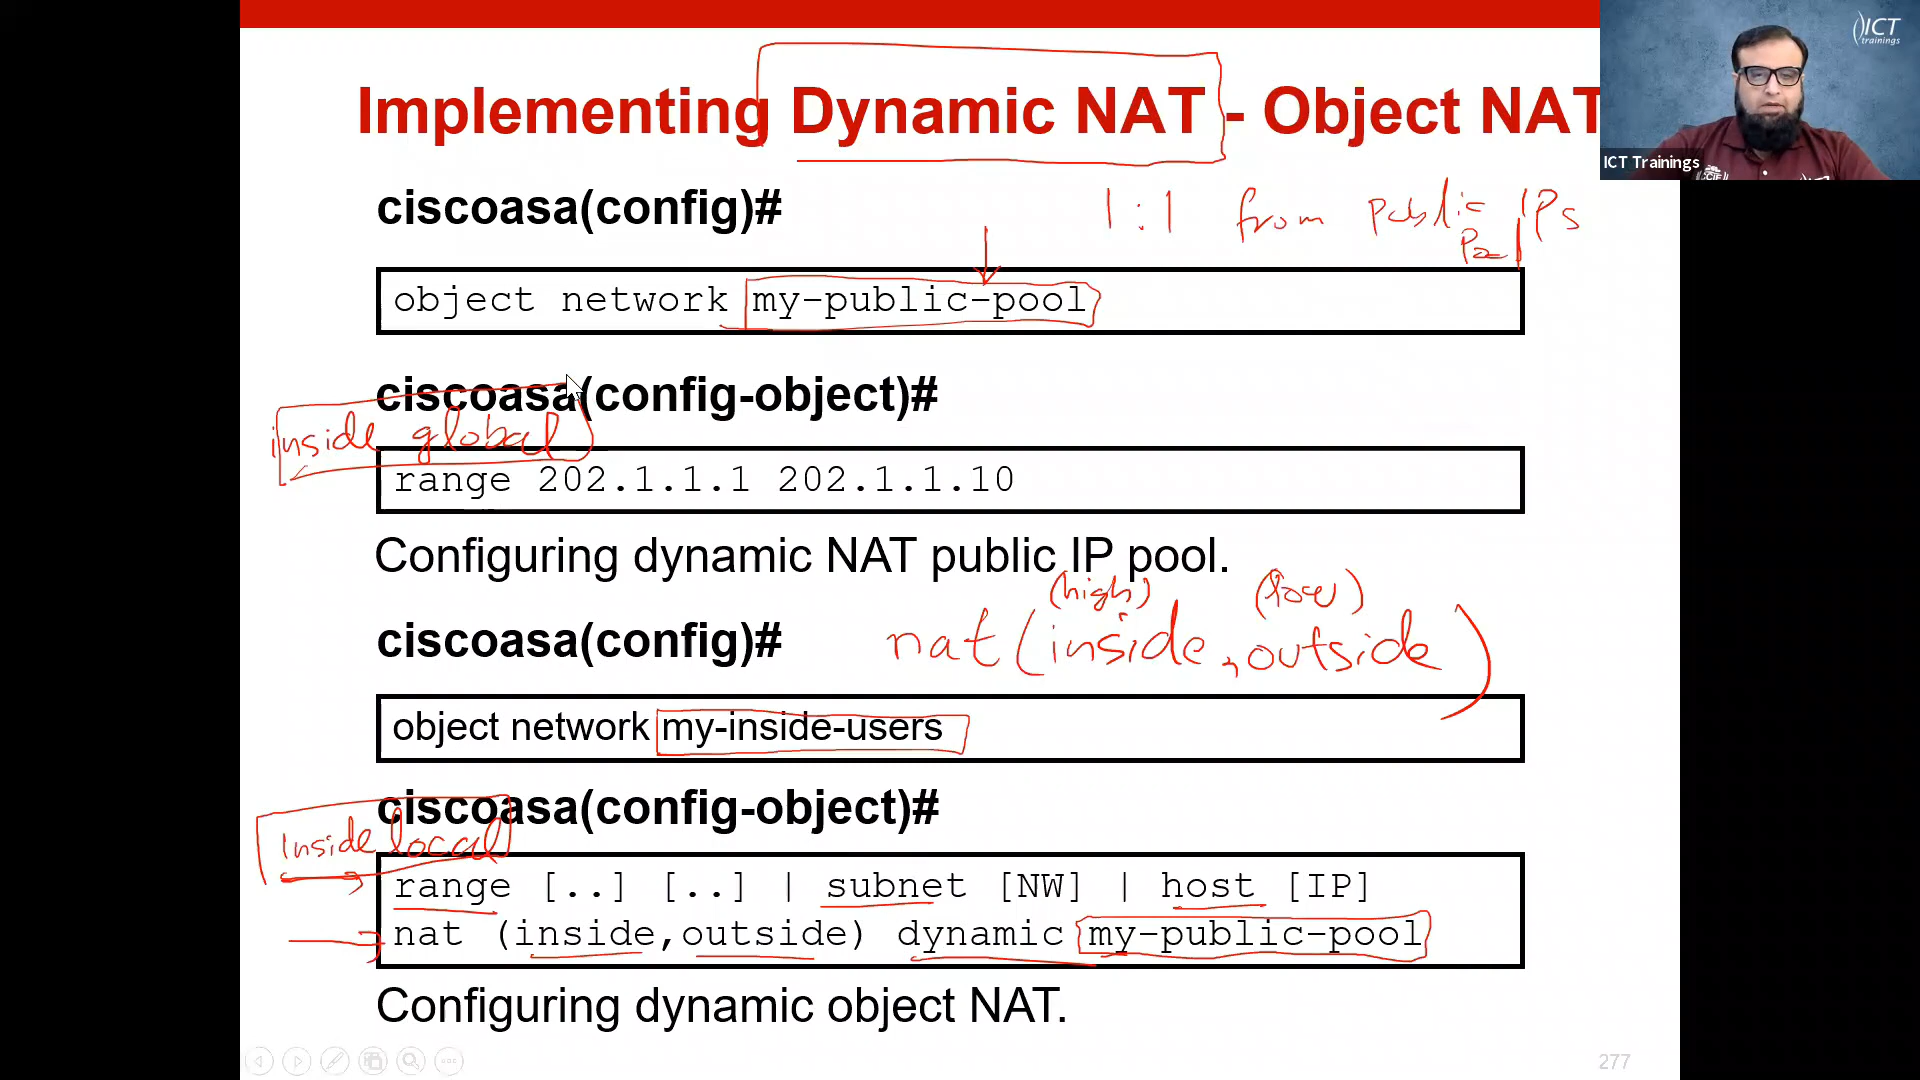 Implementing Dynamic NAT - Object NAT
ICT
trainings
ICT Trainings
ciscoasa(config)#
1:1 from public IPs
Pool
object network my-public-pool
ciscoasa(config-object)#
inside global
range 202.1.1.1 202.1.1.10
Configuring dynamic NAT public IP pool.
(high) (low)
ciscoasa(config)#
nat (inside, outside)
object network my-inside-users
ciscoasa(config-object)#
Inside local
range [..] [..] | subnet [NW] | host [IP]
nat (inside,outside) dynamic my-public-pool
Configuring dynamic object NAT.
277